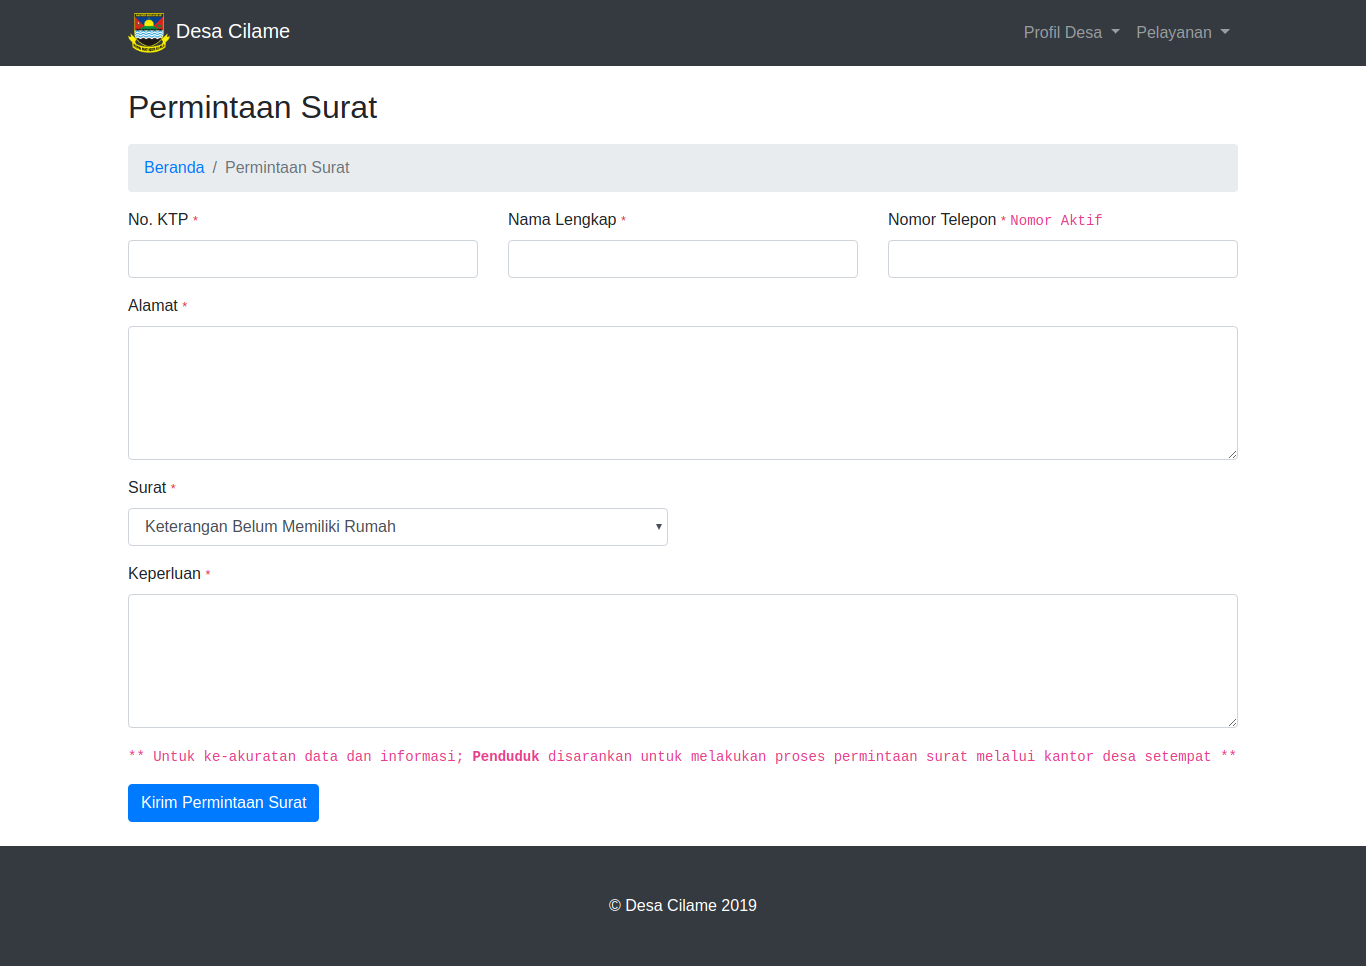 Desa Cilame
Profil Desa
Pelayanan
Permintaan Surat
Beranda / Permintaan Surat
No. KTP *
Nama Lengkap *
Nomor Telepon * Nomor Aktif
Alamat *
Surat *
Keterangan Belum Memiliki Rumah
Keperluan *
** Untuk ke-akuratan data dan informasi; Penduduk disarankan untuk melakukan proses permintaan surat melalui kantor desa setempat **
Kirim Permintaan Surat
© Desa Cilame 2019